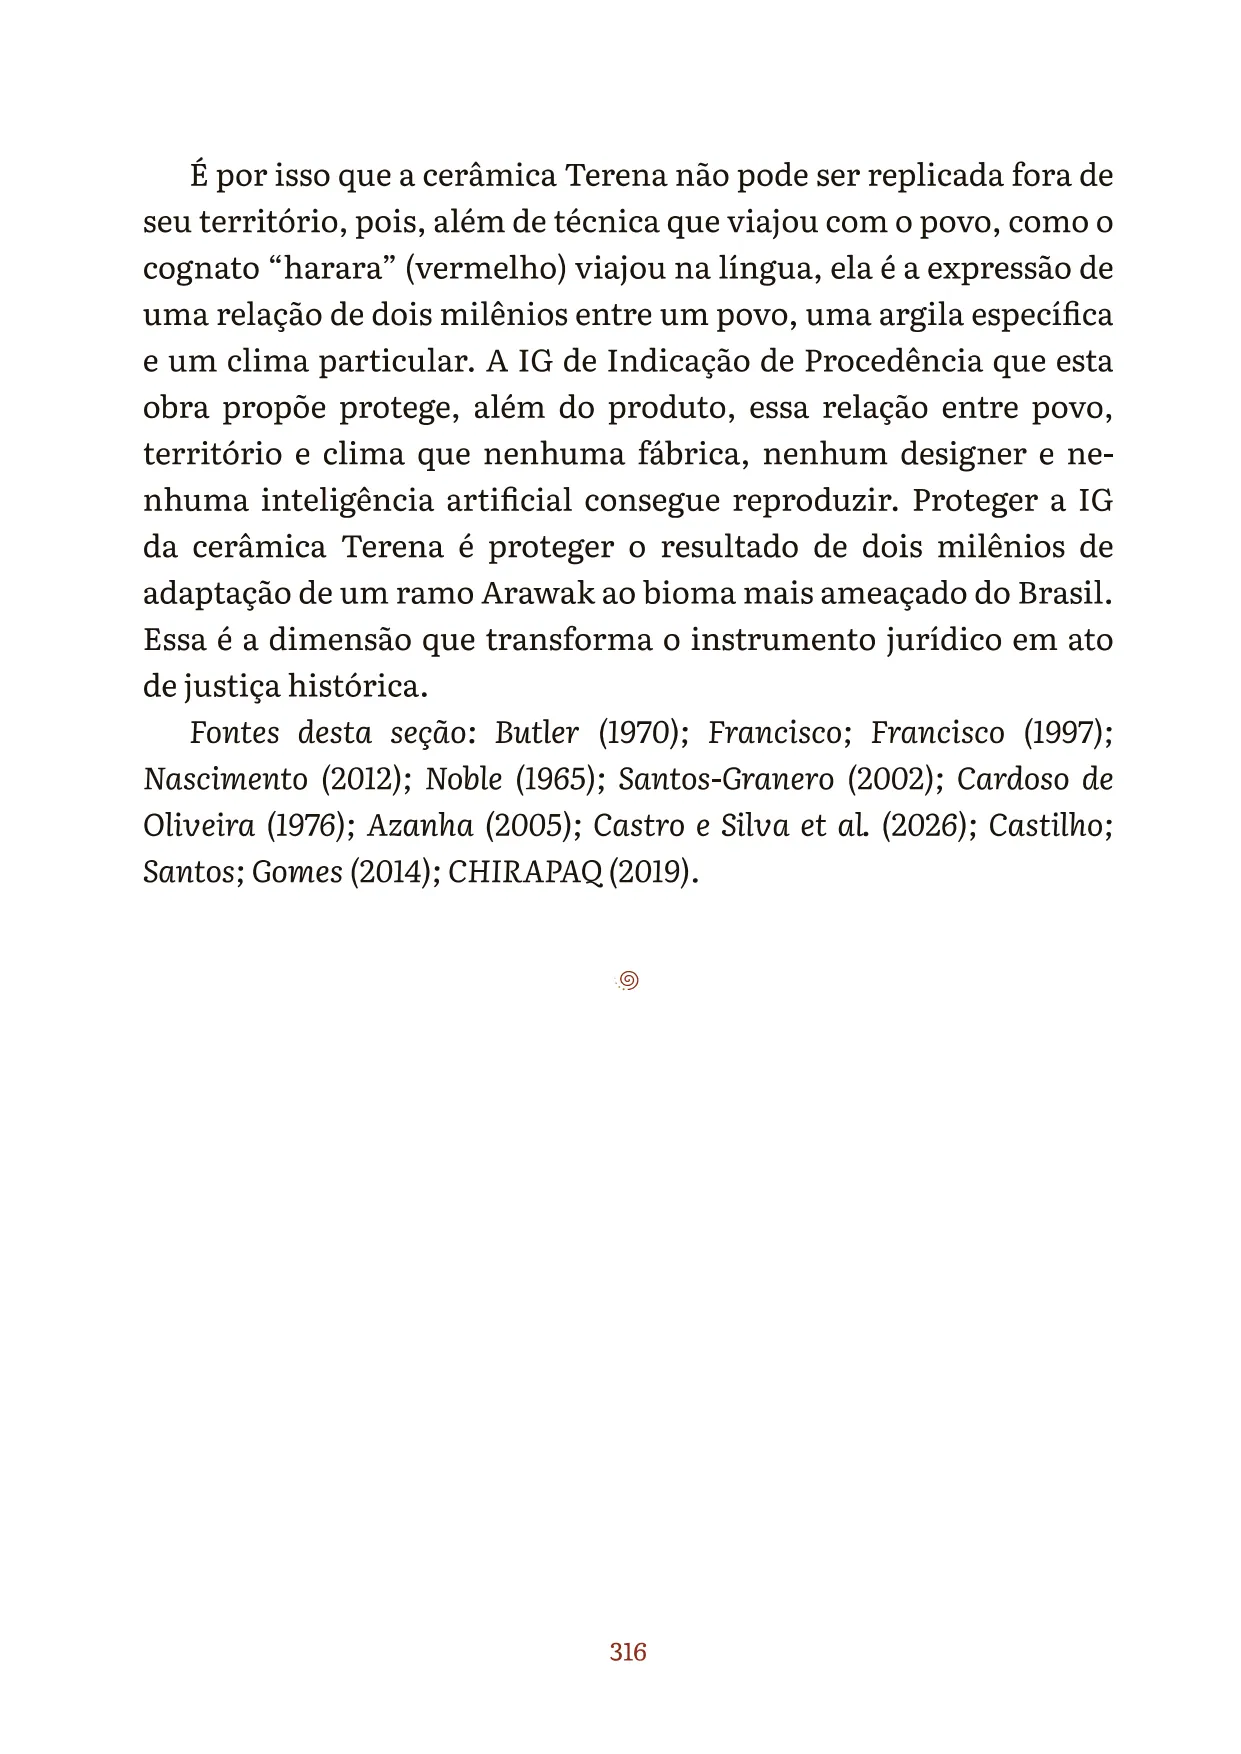 É por isso que a cerâmica Terena não pode ser replicada fora de
seu território, pois, além de técnica que viajou com o povo, como o
cognato “harara” (vermelho) viajou na língua, ela é a expressão de
uma relação de dois milênios entre um povo, uma argila específica
e um clima particular. A IG de Indicação de Procedência que esta
obra propõe protege, além do produto, essa relação entre povo,
território e clima que nenhuma fábrica, nenhum designer e ne-
nhuma inteligência artificial consegue reproduzir. Proteger a IG
da cerâmica Terena é proteger o resultado de dois milênios de
adaptação de um ramo Arawak ao bioma mais ameaçado do Brasil.
Essa é a dimensão que transforma o instrumento jurídico em ato
de justiça histórica.
Fontes desta seção: Butler (1970); Francisco; Francisco (1997);
Nascimento (2012); Noble (1965); Santos-Granero (2002); Cardoso de
Oliveira (1976); Azanha (2005); Castro e Silva et al. (2026); Castilho;
Santos; Gomes (2014); CHIRAPAQ (2019).
316